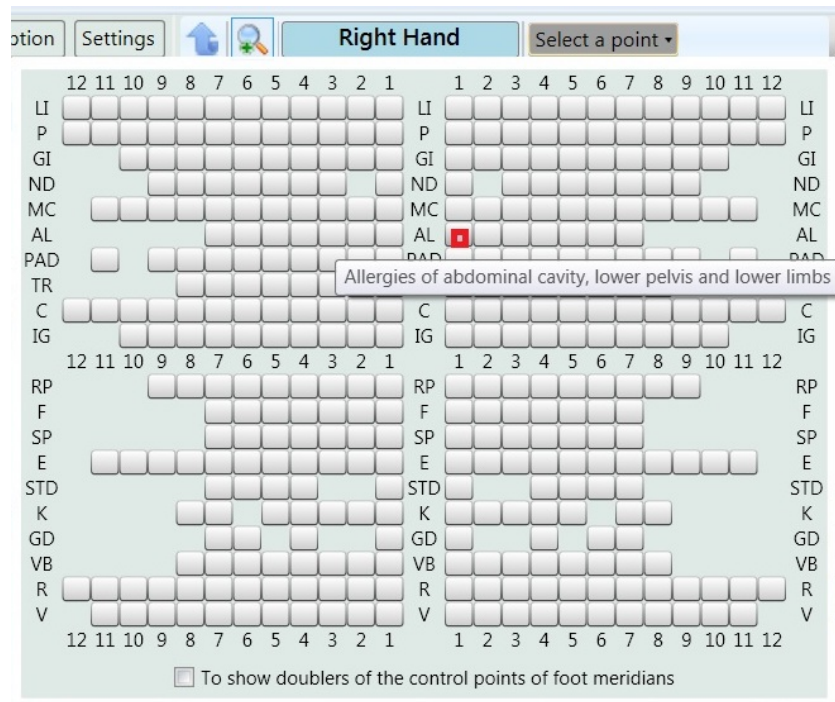 ption Settings Right Hand Select a point
12 11 10 9 8 7 6 5 4 3 2 1 1 2 3 4 5 6 7 8 9 10 11 12
LI LI LI
P P P
GI GI GI
ND ND ND
MC MC MC
AL AL AL
PAD PAD PAD
Allergies of abdominal cavity, lower pelvis and lower limbs
TR
C C C
IG IG IG
12 11 10 9 8 7 6 5 4 3 2 1 1 2 3 4 5 6 7 8 9 10 11 12
RP RP RP
F F F
SP SP SP
E E E
STD STD STD
K K K
GD GD GD
VB VB VB
R R R
V V V
12 11 10 9 8 7 6 5 4 3 2 1 1 2 3 4 5 6 7 8 9 10 11 12
To show doublers of the control points of foot meridians